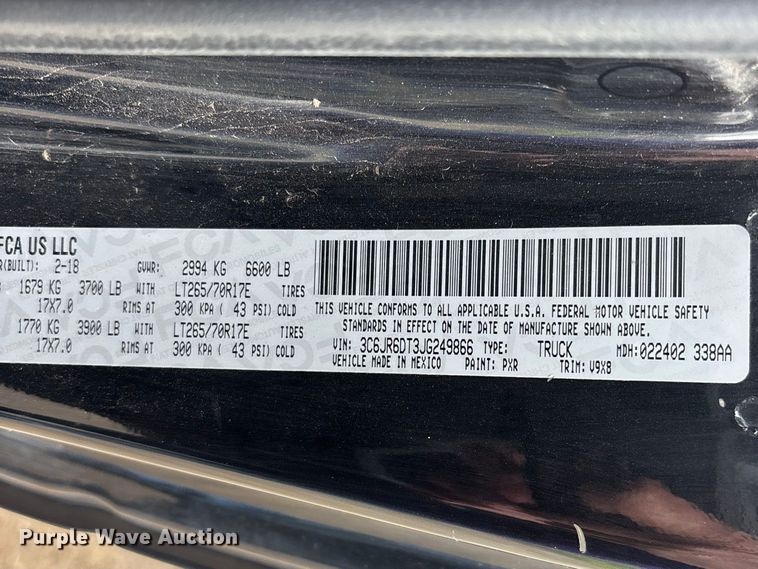 FCA US LLC
R(BUILT): 2-18 GVWR: 2994 KG 6600 LB
1679 KG 3700 LB WITH LT265/70R17E TIRES
17X7.0 RIMS AT 300 KPA ( 43 PSI) COLD
1770 KG 3900 LB WITH LT265/70R17E TIRES
17X7.0 RIMS AT 300 KPA ( 43 PSI) COLD
THIS VEHICLE CONFORMS TO ALL APPLICABLE U.S.A. FEDERAL MOTOR VEHICLE SAFETY
STANDARDS IN EFFECT ON THE DATE OF MANUFACTURE SHOWN ABOVE.
VIN: 3C6JR6DT3JG249866 TYPE: TRUCK MDH:022402 338AA
VEHICLE MADE IN MEXICO PAINT: PXR TRIM: V9X8
Purple Wave Auction